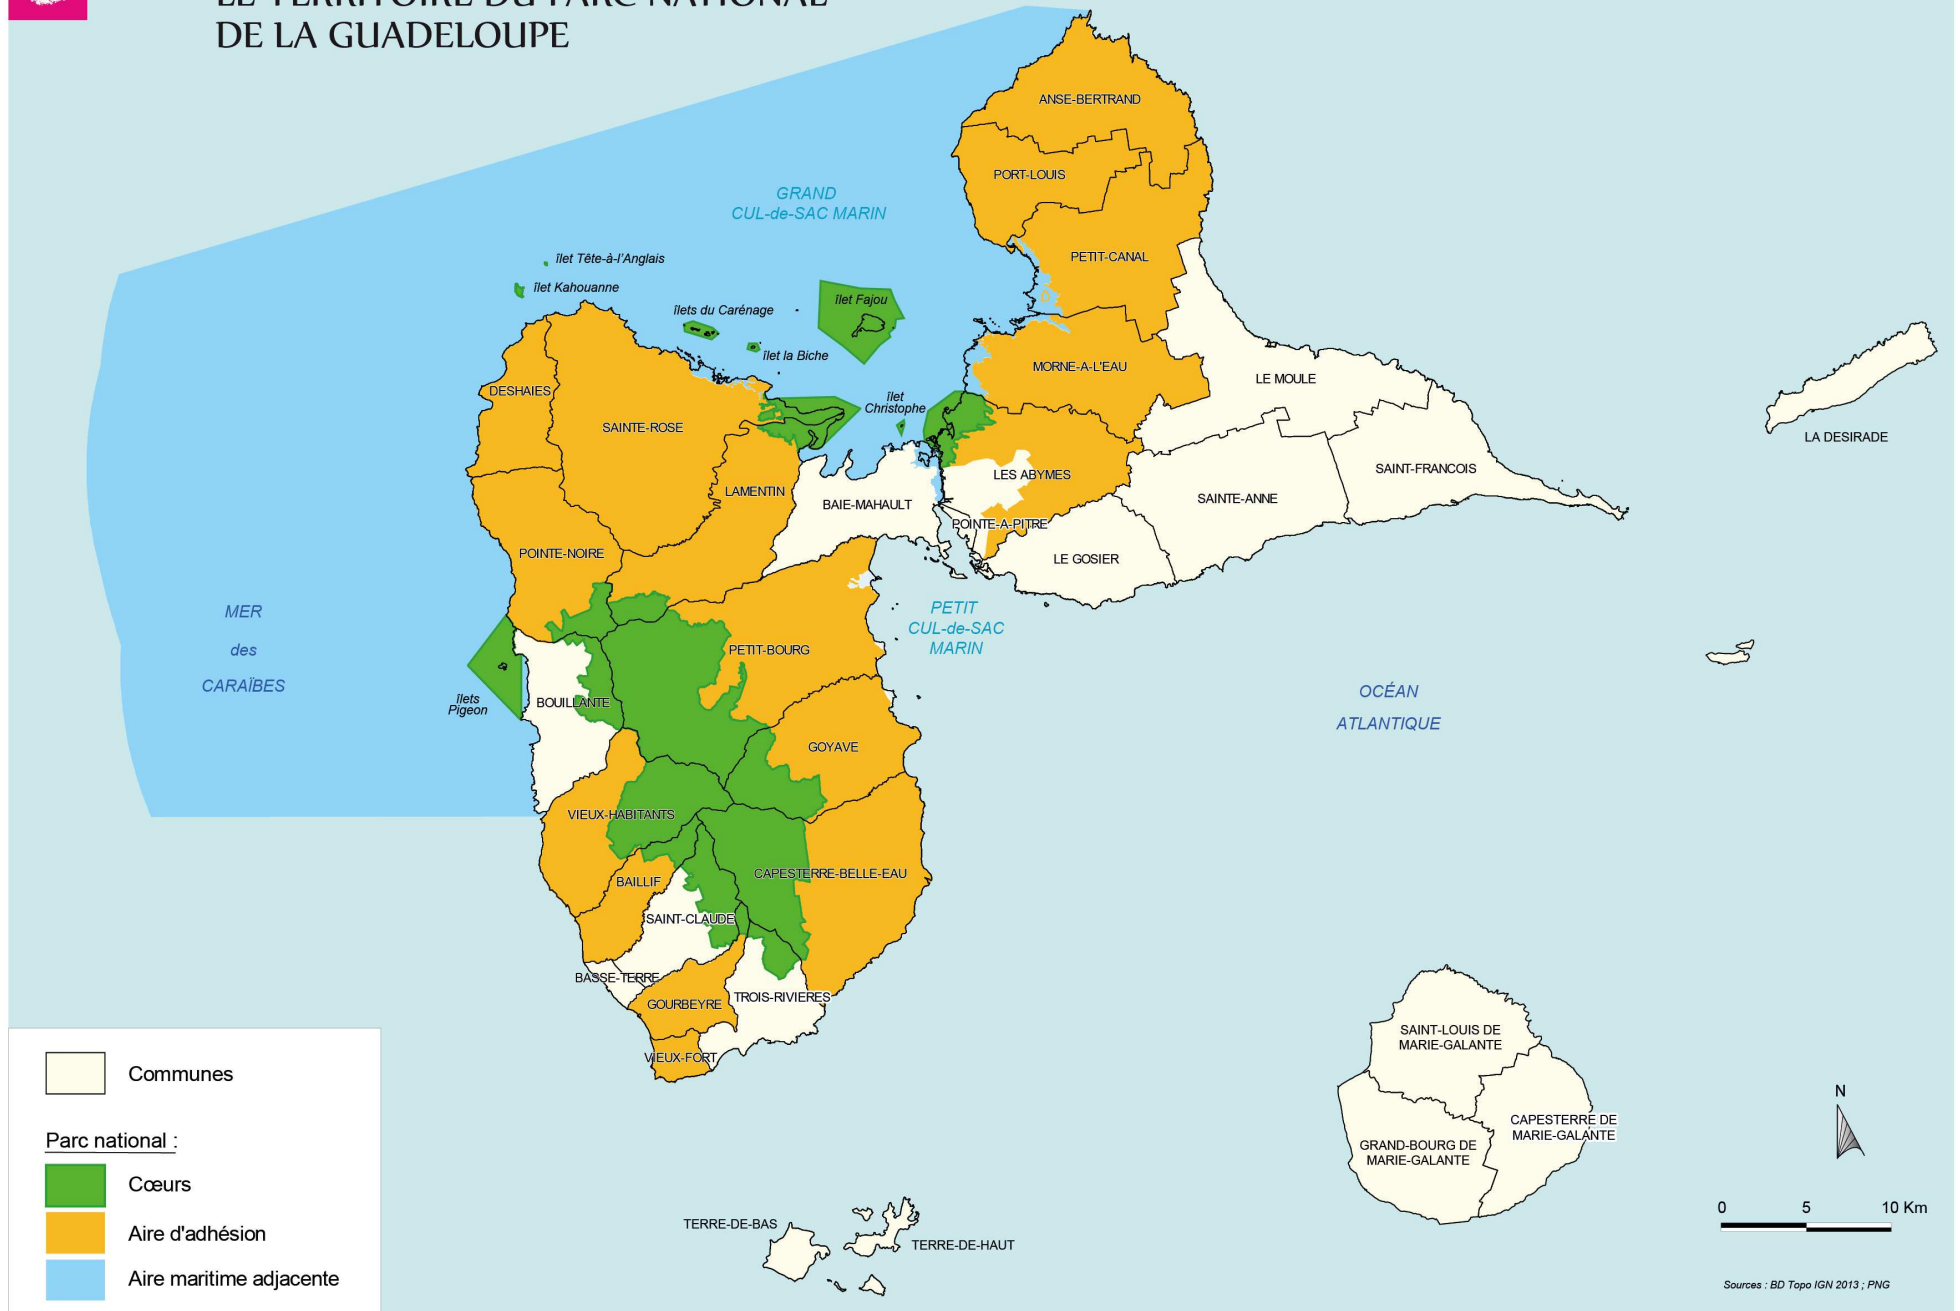 LE TERRITOIRE DU PARC NATIONAL
DE LA GUADELOUPE
ANSE-BERTRAND
PORT-LOUIS
GRAND
CUL-de-SAC MARIN
PETIT-CANAL
îlet Tête-à-l'Anglais
îlet Kahouanne
îlets du Carénage
îlet Fajou
îlet la Biche
MORNE-A-L'EAU
LE MOULE
DESHAIES
îlet
Christophe
SAINTE-ROSE
LA DESIRADE
LAMENTIN
LES ABYMES
SAINT-FRANCOIS
BAIE-MAHAULT
SAINTE-ANNE
POINTE-A-PITRE
POINTE-NOIRE
LE GOSIER
MER
des
CARAÏBES
PETIT
CUL-de-SAC
MARIN
PETIT-BOURG
îlets
Pigeon
BOUILLANTE
OCÉAN
ATLANTIQUE
GOYAVE
VIEUX-HABITANTS
CAPESTERRE-BELLE-EAU
BAILLIF
SAINT-CLAUDE
BASSE-TERRE
GOURBEYRE
TROIS-RIVIERES
VIEUX-FORT
SAINT-LOUIS DE
MARIE-GALANTE
CAPESTERRE DE
MARIE-GALANTE
GRAND-BOURG DE
MARIE-GALANTE
TERRE-DE-BAS
TERRE-DE-HAUT
Communes
Parc national :
Cœurs
Aire d'adhésion
Aire maritime adjacente
N
0 5 10 Km
Sources : BD Topo IGN 2013 ; PNG